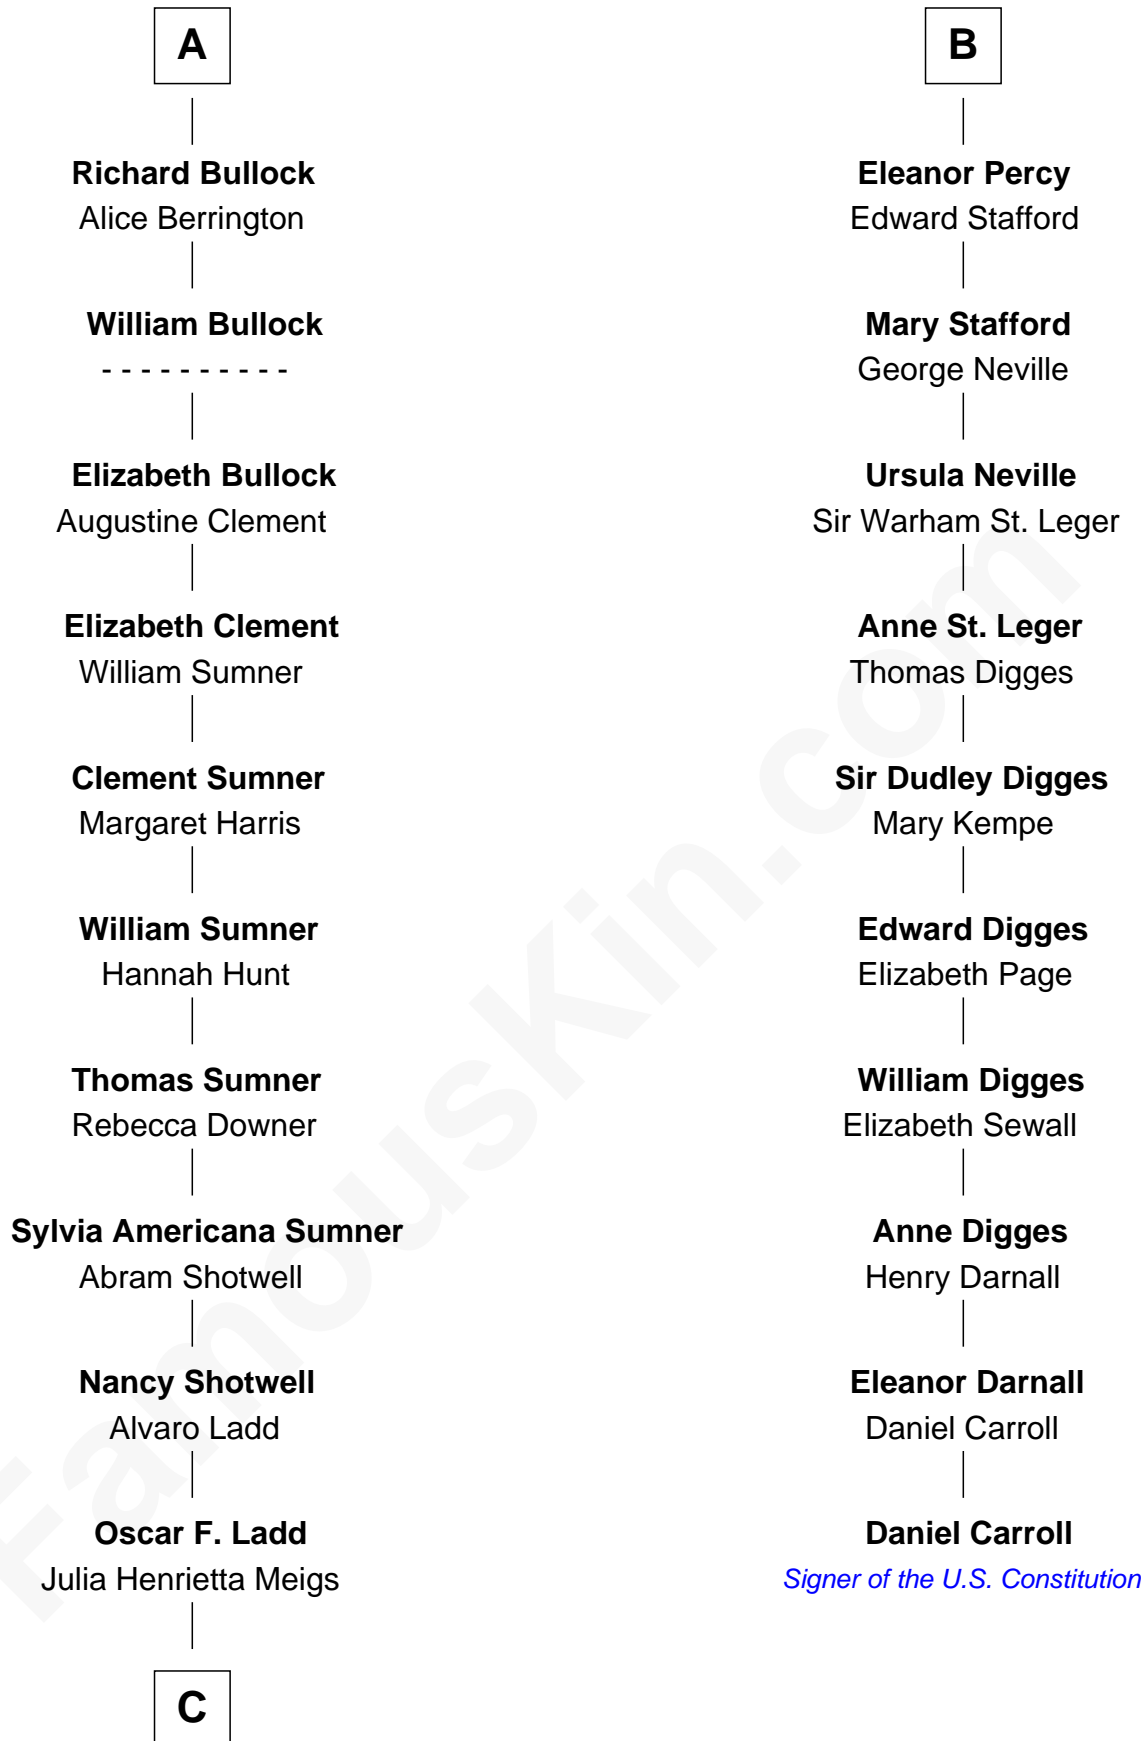 A
Richard Bullock
Alice Berrington
William Bullock
- - - - - - - - - -
Elizabeth Bullock
Augustine Clement
Elizabeth Clement
William Sumner
Clement Sumner
Margaret Harris
William Sumner
Hannah Hunt
Thomas Sumner
Rebecca Downer
Sylvia Americana Sumner
Abram Shotwell
Nancy Shotwell
Alvaro Ladd
Oscar F. Ladd
Julia Henrietta Meigs
C
B
Eleanor Percy
Edward Stafford
Mary Stafford
George Neville
Ursula Neville
Sir Warham St. Leger
Anne St. Leger
Thomas Digges
Sir Dudley Digges
Mary Kempe
Edward Digges
Elizabeth Page
William Digges
Elizabeth Sewall
Anne Digges
Henry Darnall
Eleanor Darnall
Daniel Carroll
Daniel Carroll
Signer of the U.S. Constitution
FamousKin.com